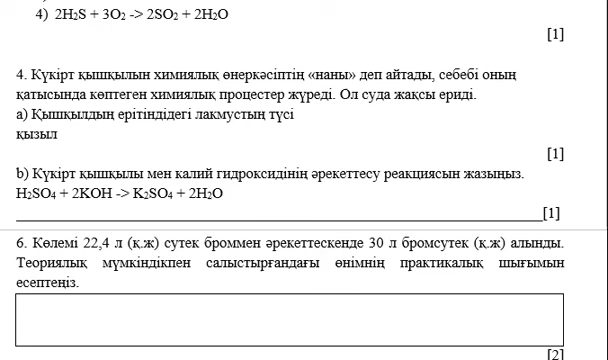 4) 2H2S + 3O2 -> 2SO2 + 2H2O
[1]
4. Күкірт қышқылын химиялық өнеркәсіптің «наны» деп айтады, себебі оның
қатысында көптеген химиялық процестер жүреді. Ол суда жақсы ериді.
а) Қышқылдың ерітіндідегі лакмустың түсі
қызыл
[1]
b) Күкірт қышқылы мен калий гидроксидінің әрекеттесу реакциясын жазыңыз.
H2SO4 + 2KOH -> K2SO4 + 2H2O
[1]
6. Көлемі 22,4 л (қ.ж) сутек броммен әрекеттескенде 30 л бромсутек (қ.ж) алынды.
Теориялық мүмкіндікпен салыстырғандағы өнімнің практикалық шығымын
есептеңіз.
[2]